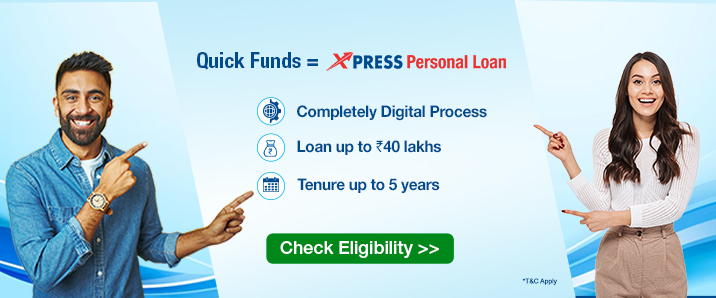 Quick Funds = XPRESS Personal Loan
Completely Digital Process
Loan up to ₹40 lakhs
Tenure up to 5 years
Check Eligibility >>
*T&C Apply